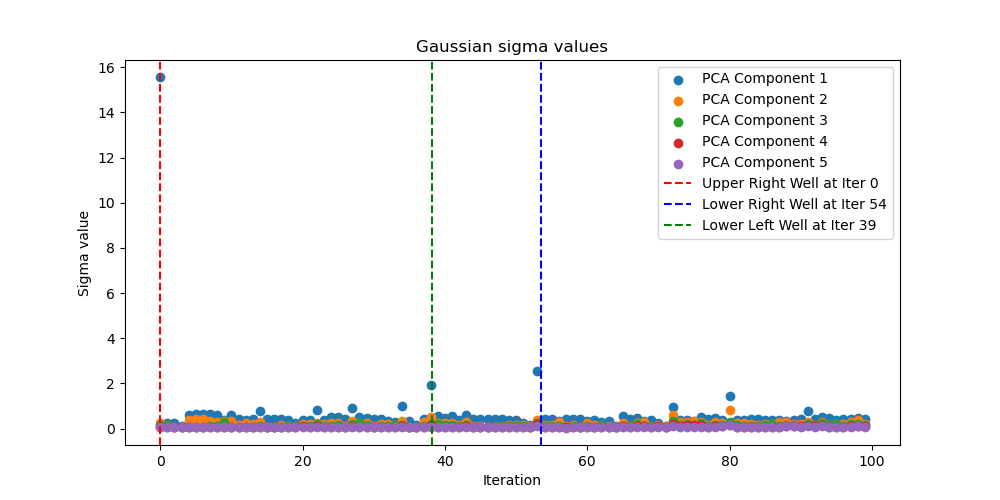 Gaussian sigma values
16
14
12
10
8
6
4
2
0
Sigma value
0
20
40
60
80
100
Iteration
PCA Component 1
PCA Component 2
PCA Component 3
PCA Component 4
PCA Component 5
Upper Right Well at Iter 0
Lower Right Well at Iter 54
Lower Left Well at Iter 39